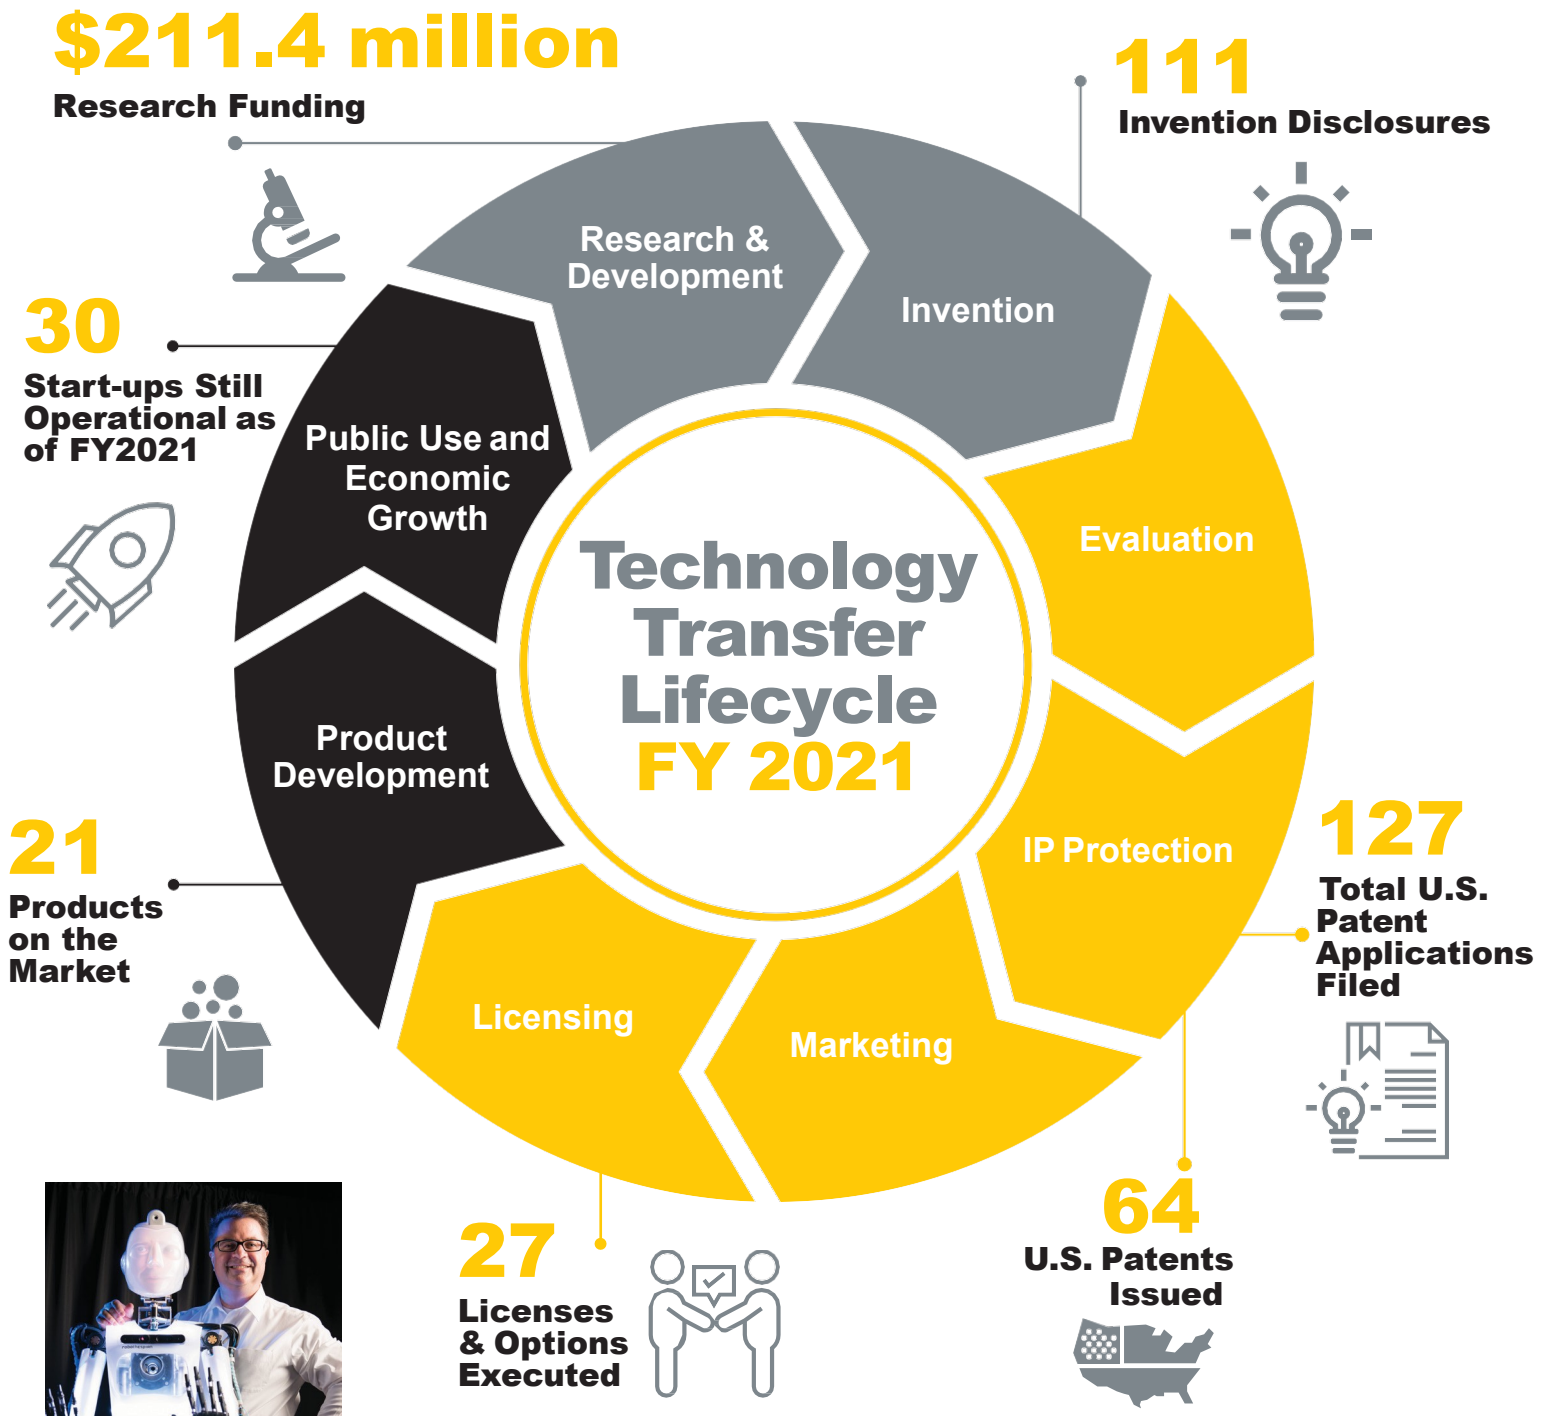 $211.4 million
Research Funding
111
Invention Disclosures
Research &
Development
Invention
30
Start-ups Still
Operational as
of FY2021
Public Use and
Economic
Growth
Evaluation
Technology
Transfer
Lifecycle
FY 2021
Product
Development
IP Protection
21
Products
on the
Market
127
Total U.S.
Patent
Applications
Filed
Licensing
Marketing
27
Licenses
& Options
Executed
64
U.S. Patents
Issued